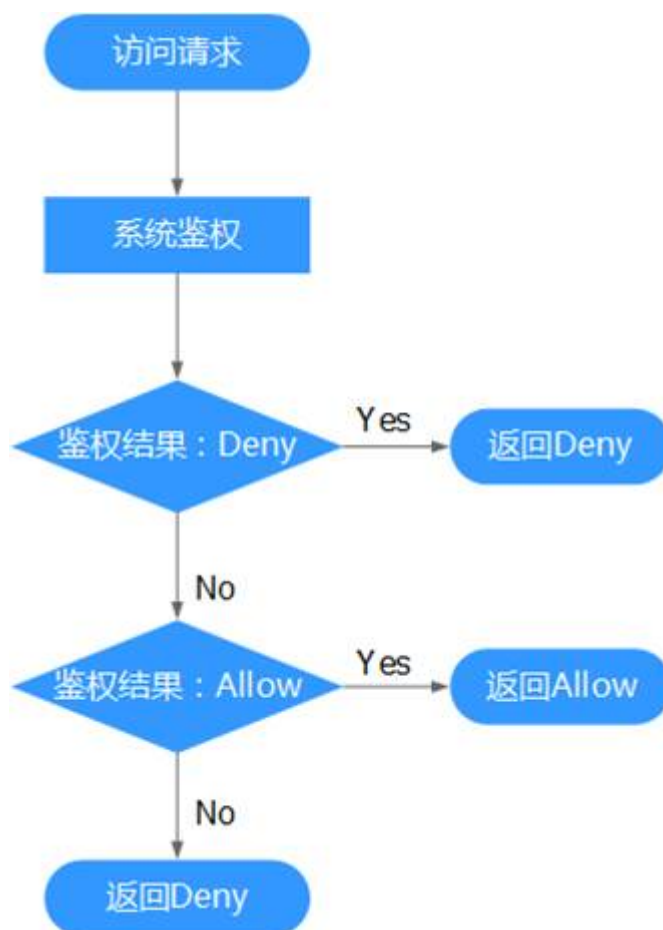 访问请求
系统鉴权
鉴权结果：Deny
Yes
返回Deny
No
鉴权结果：Allow
Yes
返回Allow
No
返回Deny